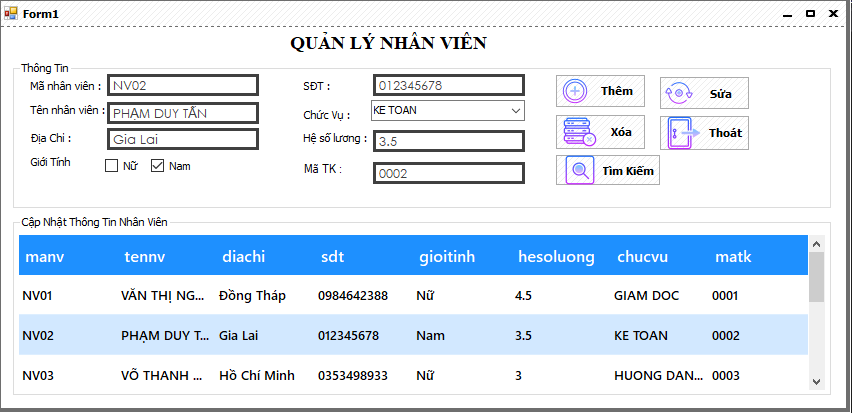 Form1
QUẢN LÝ NHÂN VIÊN
Thông Tin
Mã nhân viên : NV02
SĐT : 012345678
Thêm
Sửa
Tên nhân viên : PHẠM DUY TẤN
Chức Vụ : KE TOAN
Xóa
Thoát
Địa Chỉ : Gia Lai
Hệ số lương : 3.5
Giới Tính Nữ Nam
Mã TK : 0002
Tìm Kiếm
Cập Nhật Thông Tin Nhân Viên
manv tennv diachi sdt gioitinh hesoluong chucvu matk
NV01 VĂN THỊ NG... Đồng Tháp 0984642388 Nữ 4.5 GIAM DOC 0001
NV02 PHẠM DUY T... Gia Lai 012345678 Nam 3.5 KE TOAN 0002
NV03 VÕ THANH ... Hồ Chí Minh 0353498933 Nữ 3 HUONG DAN... 0003